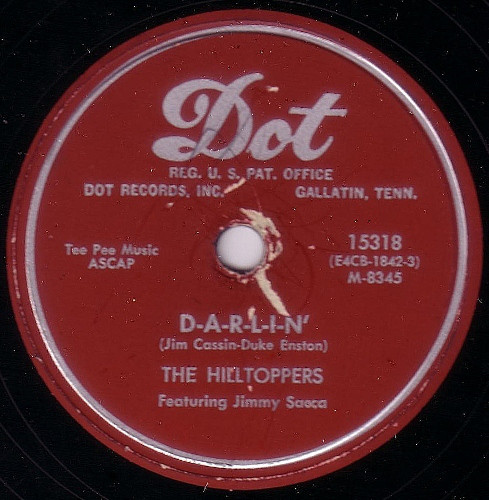 Dot
REG. U. S. PAT. OFFICE
DOT RECORDS, INC. GALLATIN, TENN.
Tee Pee Music
ASCAP
15318
(E4CB-1842-3)
M-8345
D-A-R-L-I-N'
(Jim Cassin-Duke Enston)
THE HILLTOPPERS
Featuring Jimmy Sacca